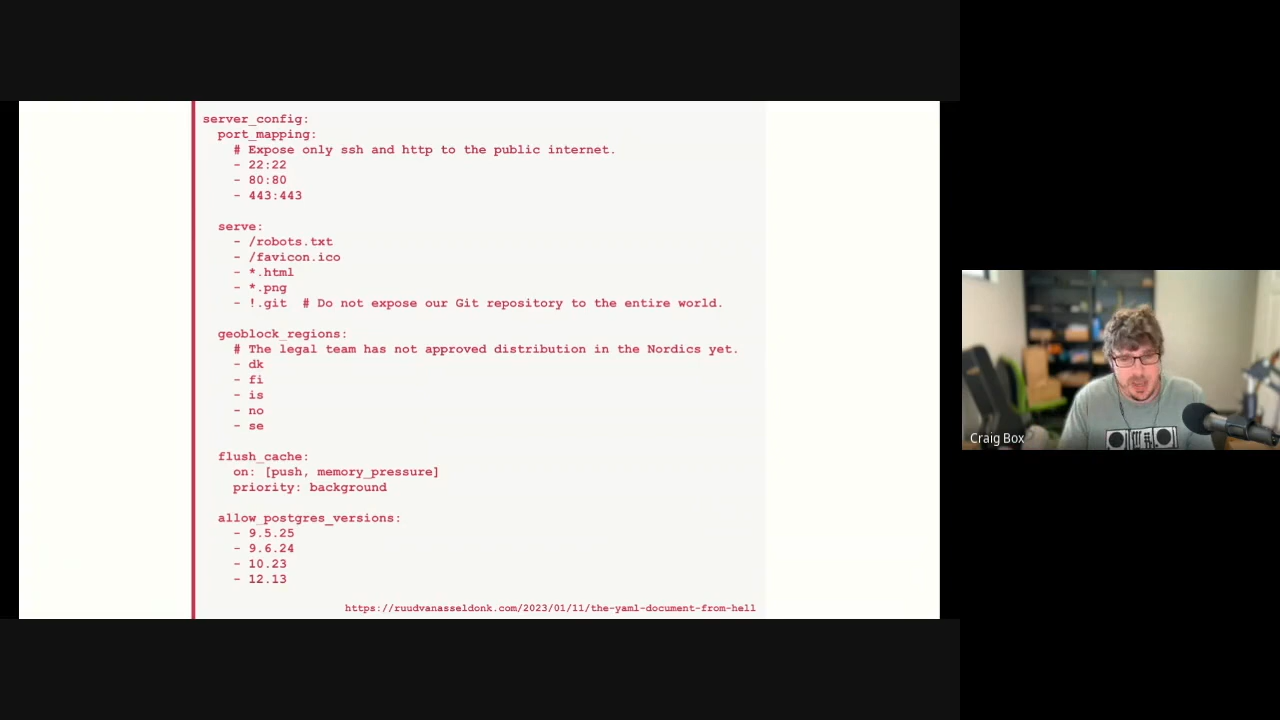 server_config:
port_mapping:
# Expose only ssh and http to the public internet.
- 22:22
- 80:80
- 443:443
serve:
- /robots.txt
- /favicon.ico
- *.html
- *.png
- !.git  # Do not expose our Git repository to the entire world.
geoblock_regions:
# The legal team has not approved distribution in the Nordics yet.
- dk
- fi
- is
- no
- se
flush_cache:
on: [push, memory_pressure]
priority: background
allow_postgres_versions:
- 9.5.25
- 9.6.24
- 10.23
- 12.13
https://ruudvanasseldonk.com/2023/01/11/the-yaml-document-from-hell
Craig Box